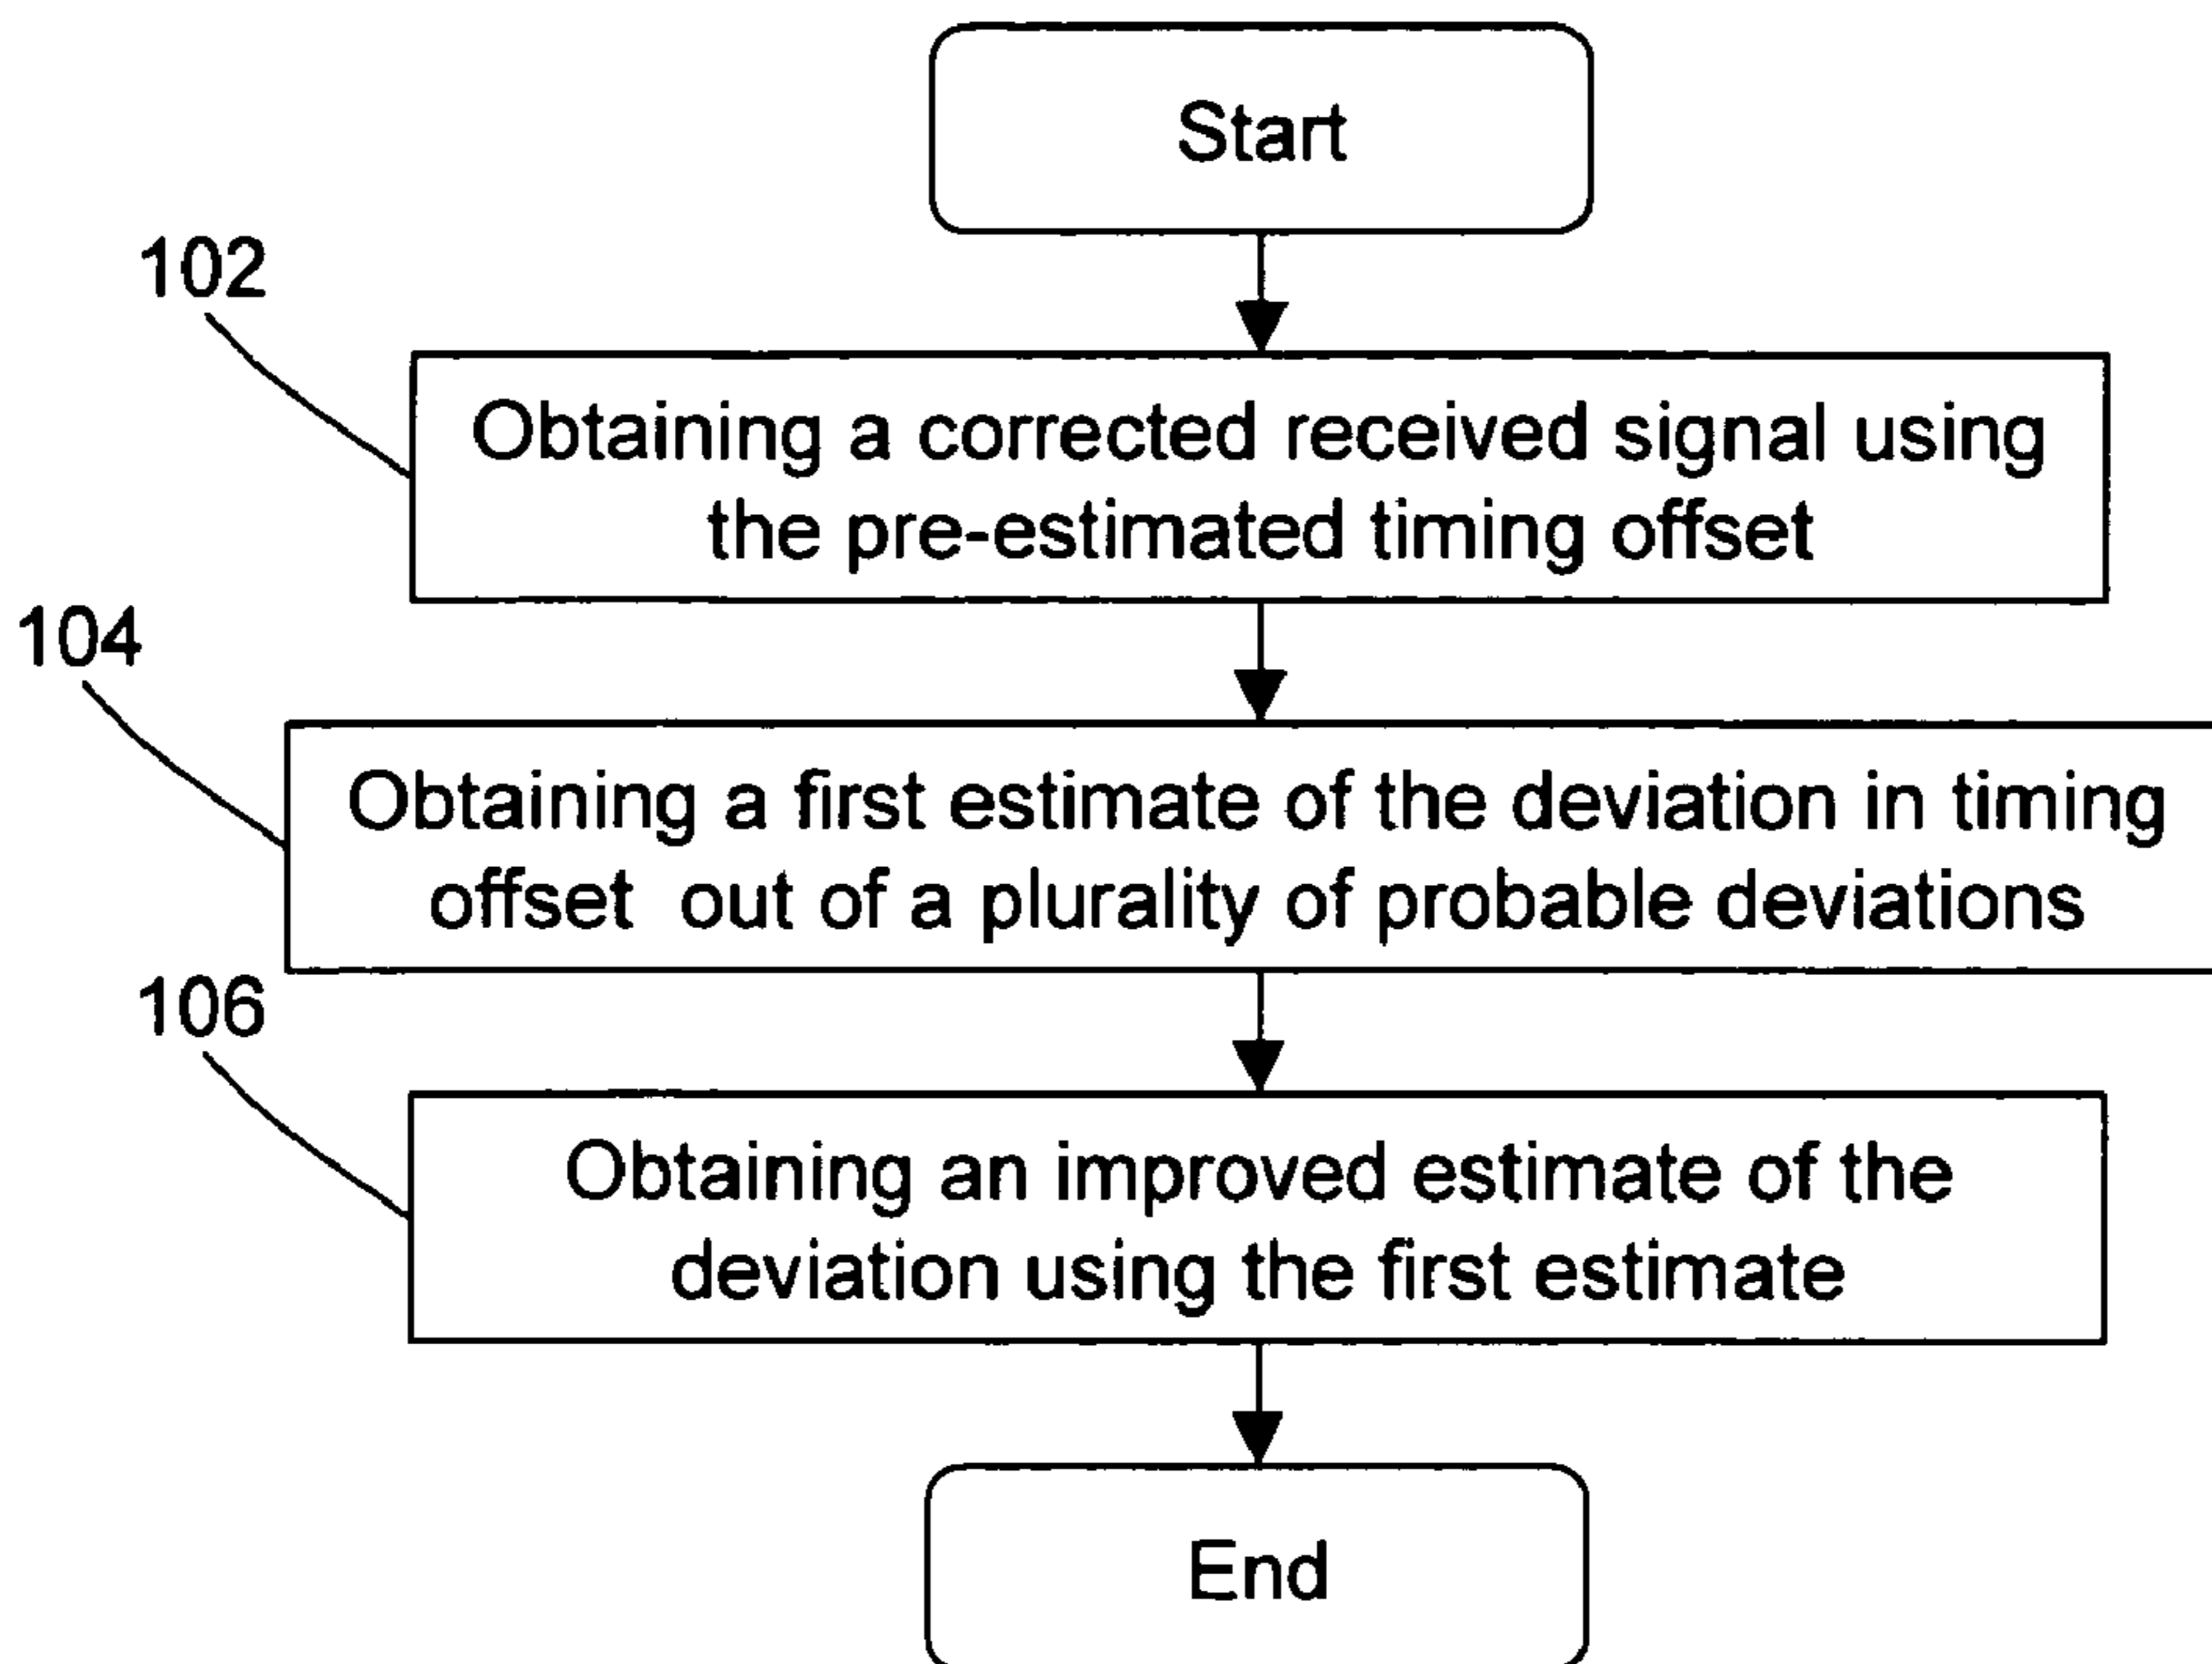 Start
102
Obtaining a corrected received signal using
the pre-estimated timing offset
104
Obtaining a first estimate of the deviation in timing
offset out of a plurality of probable deviations
106
Obtaining an improved estimate of the
deviation using the first estimate
End